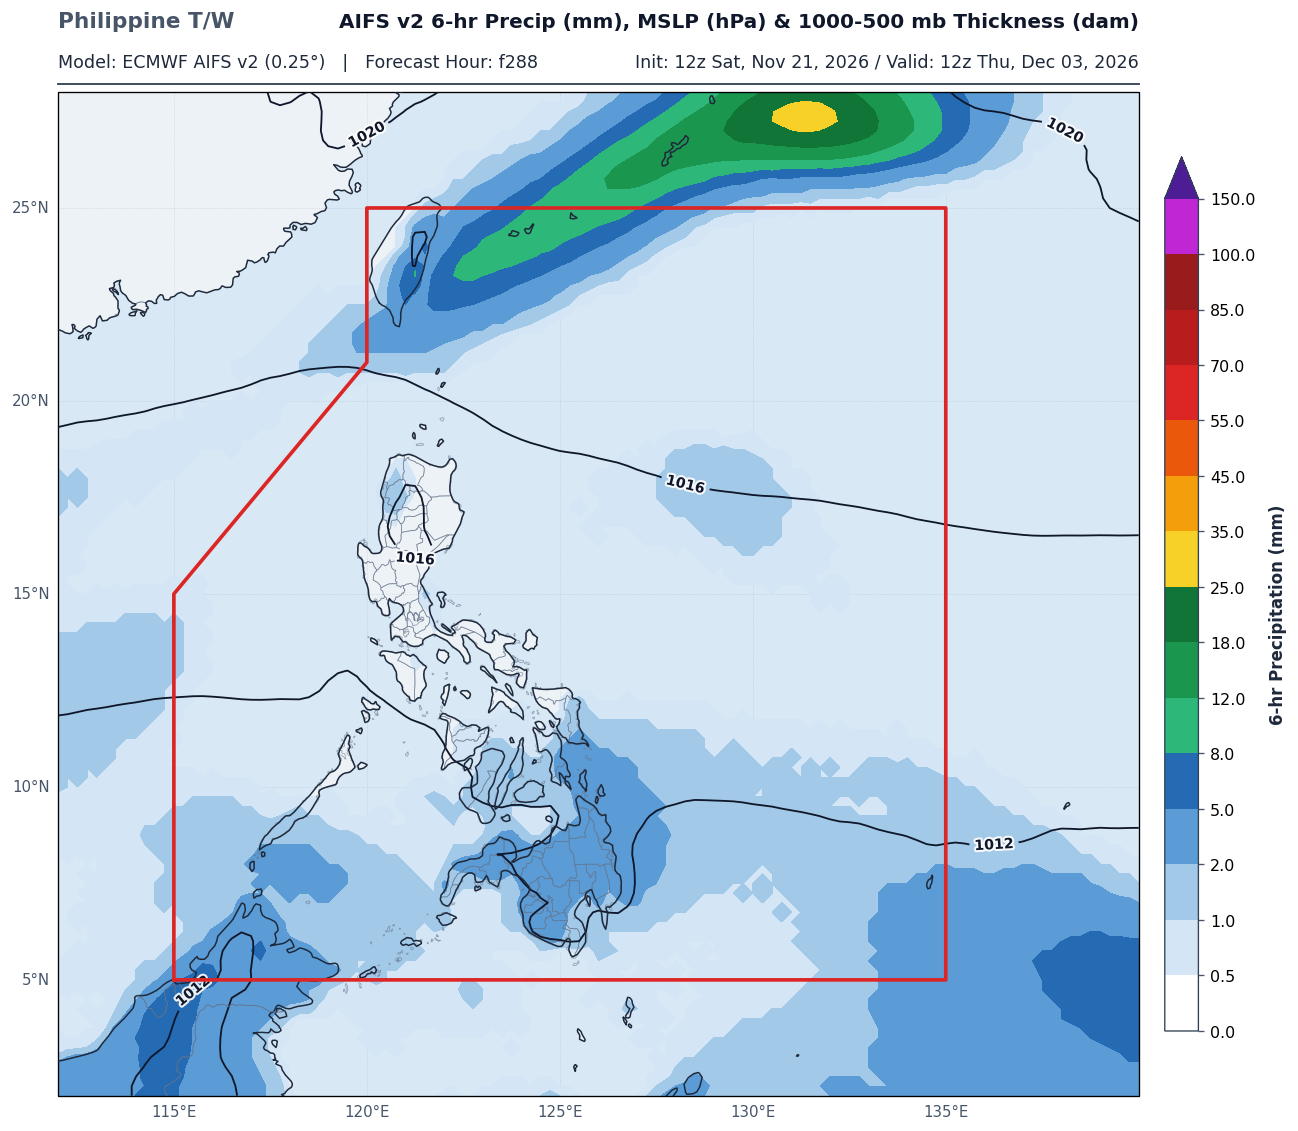 Philippine T/W
AIFS v2 6-hr Precip (mm), MSLP (hPa) & 1000-500 mb Thickness (dam)
Model: ECMWF AIFS v2 (0.25°) | Forecast Hour: f288
Init: 12z Sat, Nov 21, 2026 / Valid: 12z Thu, Dec 03, 2026
1020
1020
25°N
20°N
15°N
10°N
5°N
1016
1016
1012
1012
115°E
120°E
125°E
130°E
135°E
150.0
100.0
85.0
70.0
55.0
45.0
35.0
25.0
18.0
12.0
8.0
5.0
2.0
1.0
0.5
0.0
6-hr Precipitation (mm)